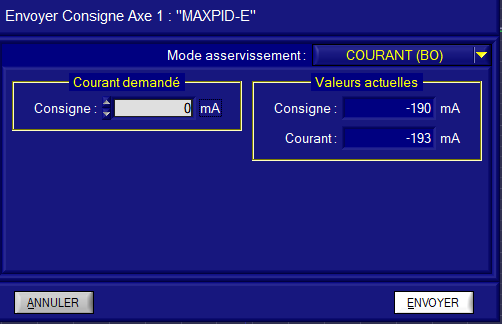 Envoyer Consigne Axe 1 : "MAXPID-E"
Mode asservissement : COURANT (BO)
Courant demandé
Consigne : 0 mA
Valeurs actuelles
Consigne : -190 mA
Courant : -193 mA
ANNULER
ENVOYER